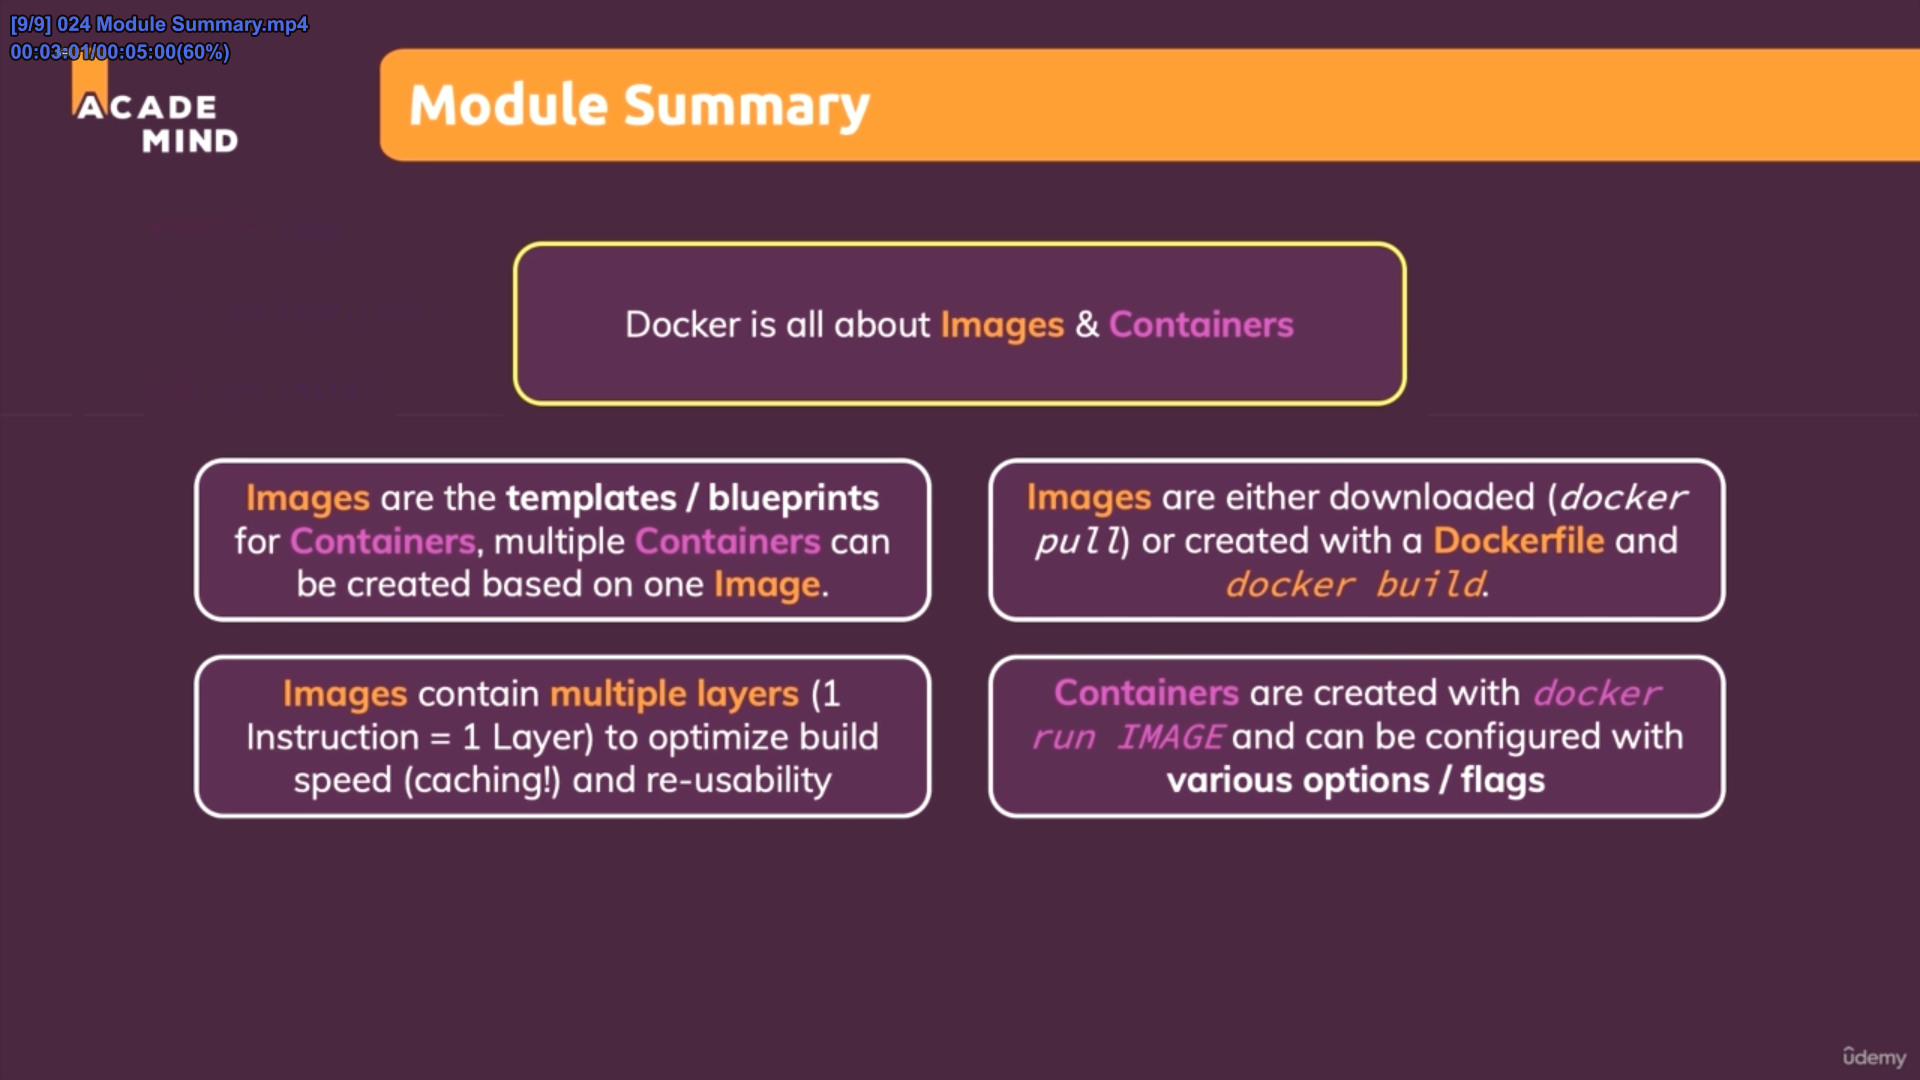 [9/9] 024 Module Summary.mp4
00:03:01/00:05:00(60%)
ACADE
MIND
Module Summary
Docker is all about Images & Containers
Images are the templates / blueprints
for Containers, multiple Containers can
be created based on one Image.
Images are either downloaded (docker
pull) or created with a Dockerfile and
docker build.
Images contain multiple layers (1
Instruction = 1 Layer) to optimize build
speed (caching!) and re-usability
Containers are created with docker
run IMAGE and can be configured with
various options / flags
ûdemy